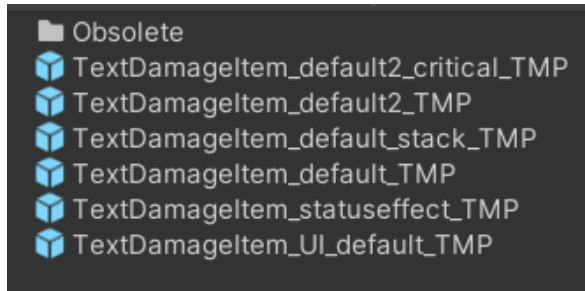 Obsolete
TextDamageItem_default2_critical_TMP
TextDamageItem_default2_TMP
TextDamageItem_default_stack_TMP
TextDamageItem_default_TMP
TextDamageItem_statuseffect_TMP
TextDamageItem_UI_default_TMP